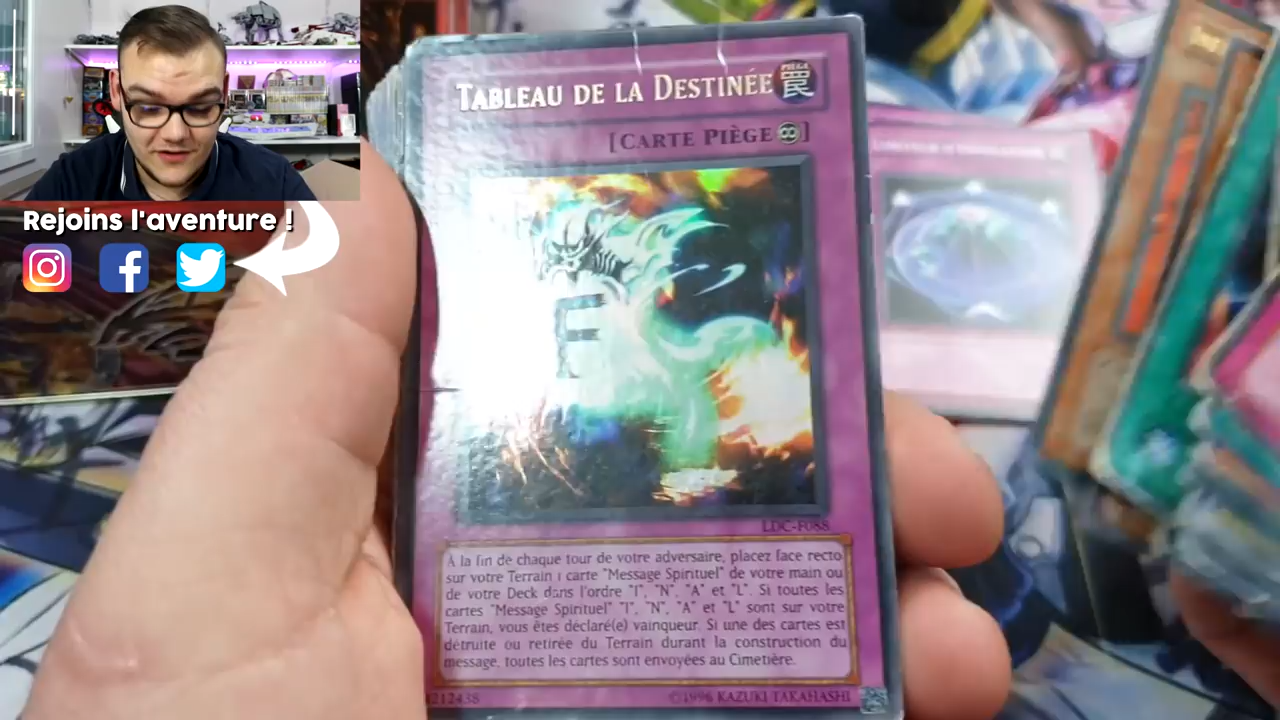 Rejoins l'aventure !
TABLEAU DE LA DESTINÉE
PIÈGE
罠
[CARTE PIÈGE]
F
LDC-F088
À la fin de chaque tour de votre adversaire, placez face recto
sur votre Terrain 1 carte "Message Spirituel" de votre main ou
de votre Deck dans l'ordre "I", "N", "A" et "L". Si toutes les
cartes "Message Spirituel" "I", "N", "A" et "L" sont sur votre
Terrain, vous êtes déclaré(e) vainqueur. Si une des cartes est
détruite ou retirée du Terrain durant la construction du
message, toutes les cartes sont envoyées au Cimetière.
212438
©1996 KAZUKI TAKAHASHI